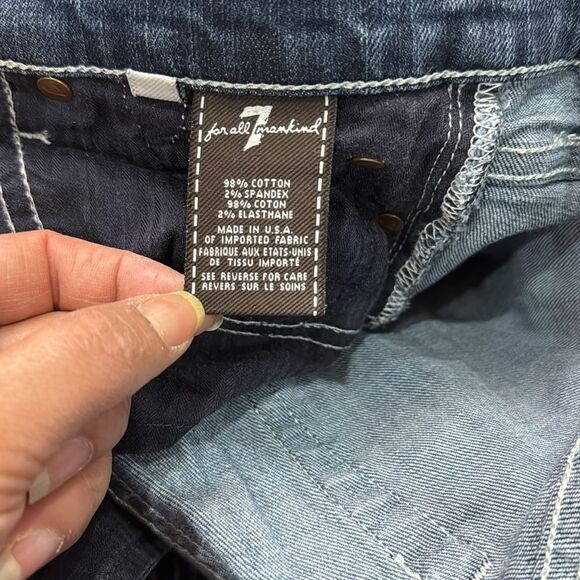 for all 7 mankind
98% COTTON
2% SPANDEX
98% COTON
2% ELASTHANE
MADE IN U.S.A.
OF IMPORTED FABRIC
FABRIQUE AUX ETATS-UNIS
DE TISSU IMPORTÉ
SEE REVERSE FOR CARE
REVERS SUR LE SOINS